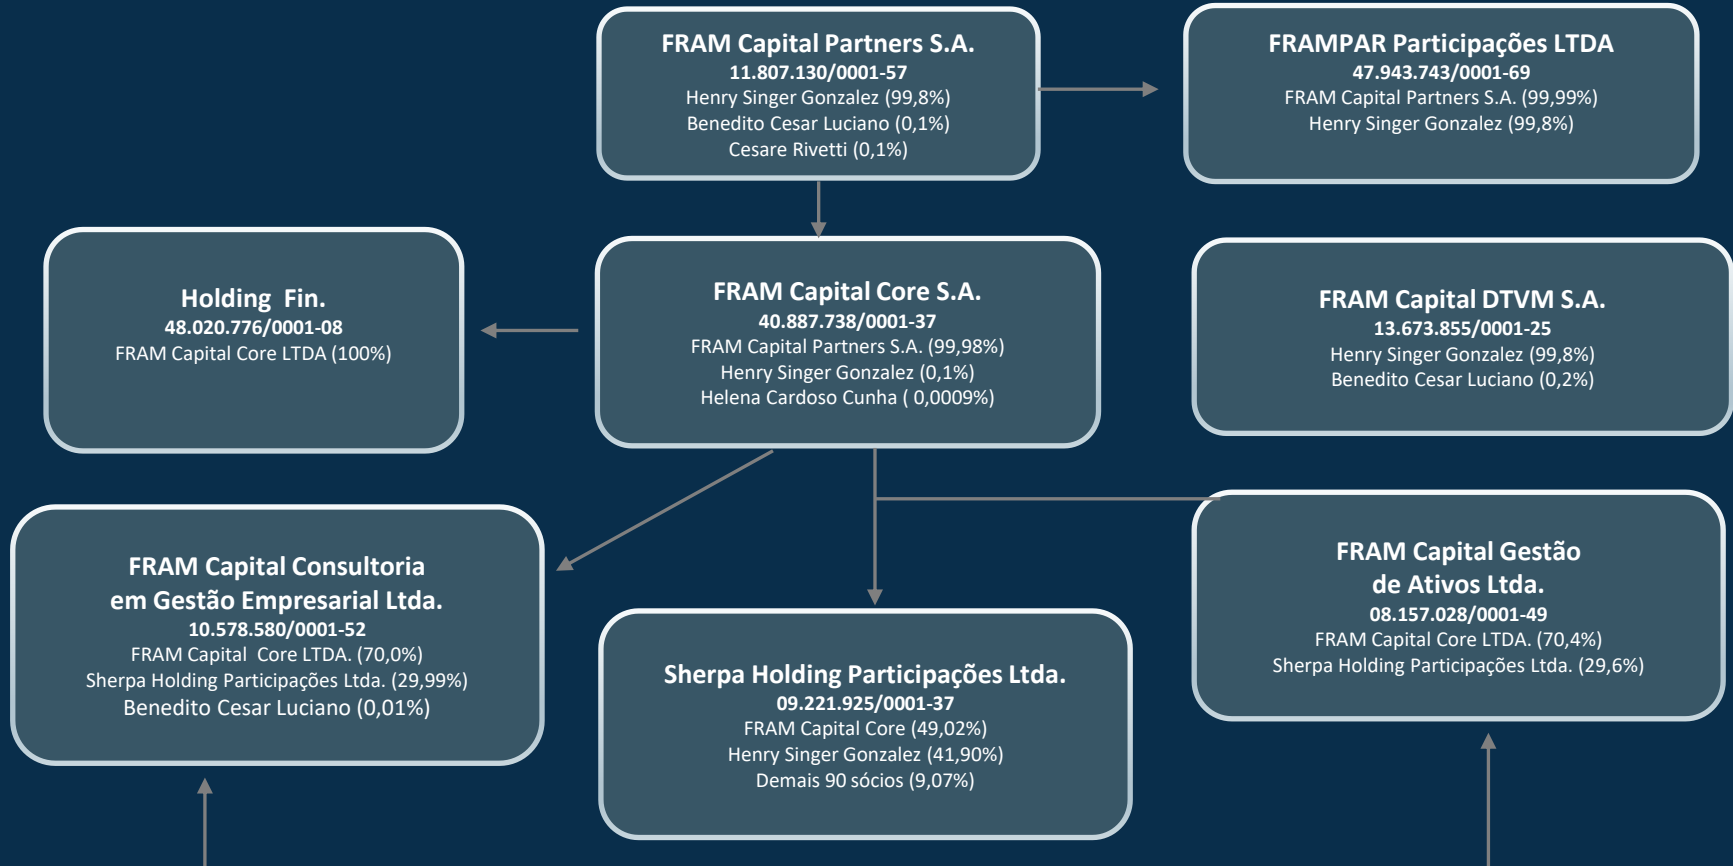 FRAM Capital Partners S.A.
11.807.130/0001-57
Henry Singer Gonzalez (99,8%)
Benedito Cesar Luciano (0,1%)
Cesare Rivetti (0,1%)
FRAMPAR Participações LTDA
47.943.743/0001-69
FRAM Capital Partners S.A. (99,99%)
Henry Singer Gonzalez (99,8%)
Holding  Fin.
48.020.776/0001-08
FRAM Capital Core LTDA (100%)
FRAM Capital Core S.A.
40.887.738/0001-37
FRAM Capital Partners S.A. (99,98%)
Henry Singer Gonzalez (0,1%)
Helena Cardoso Cunha ( 0,0009%)
FRAM Capital DTVM S.A.
13.673.855/0001-25
Henry Singer Gonzalez (99,8%)
Benedito Cesar Luciano (0,2%)
FRAM Capital Consultoria
em Gestão Empresarial Ltda.
10.578.580/0001-52
FRAM Capital  Core LTDA. (70,0%)
Sherpa Holding Participações Ltda. (29,99%)
Benedito Cesar Luciano (0,01%)
Sherpa Holding Participações Ltda.
09.221.925/0001-37
FRAM Capital Core (49,02%)
Henry Singer Gonzalez (41,90%)
Demais 90 sócios (9,07%)
FRAM Capital Gestão
de Ativos Ltda.
08.157.028/0001-49
FRAM Capital Core LTDA. (70,4%)
Sherpa Holding Participações Ltda. (29,6%)